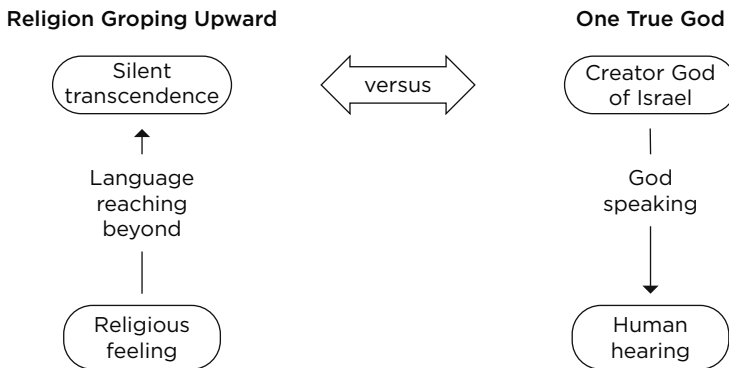 Religion Groping Upward
One True God
Silent
transcendence
versus
Creator God
of Israel
Language
reaching
beyond
God
speaking
Religious
feeling
Human
hearing